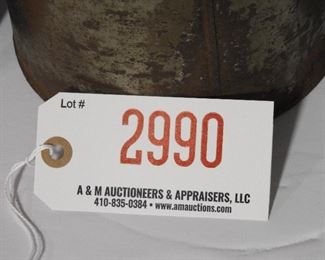 Lot #
2990
A & M AUCTIONEERS & APPRAISERS, LLC
410-835-0384 • www.amauctions.com